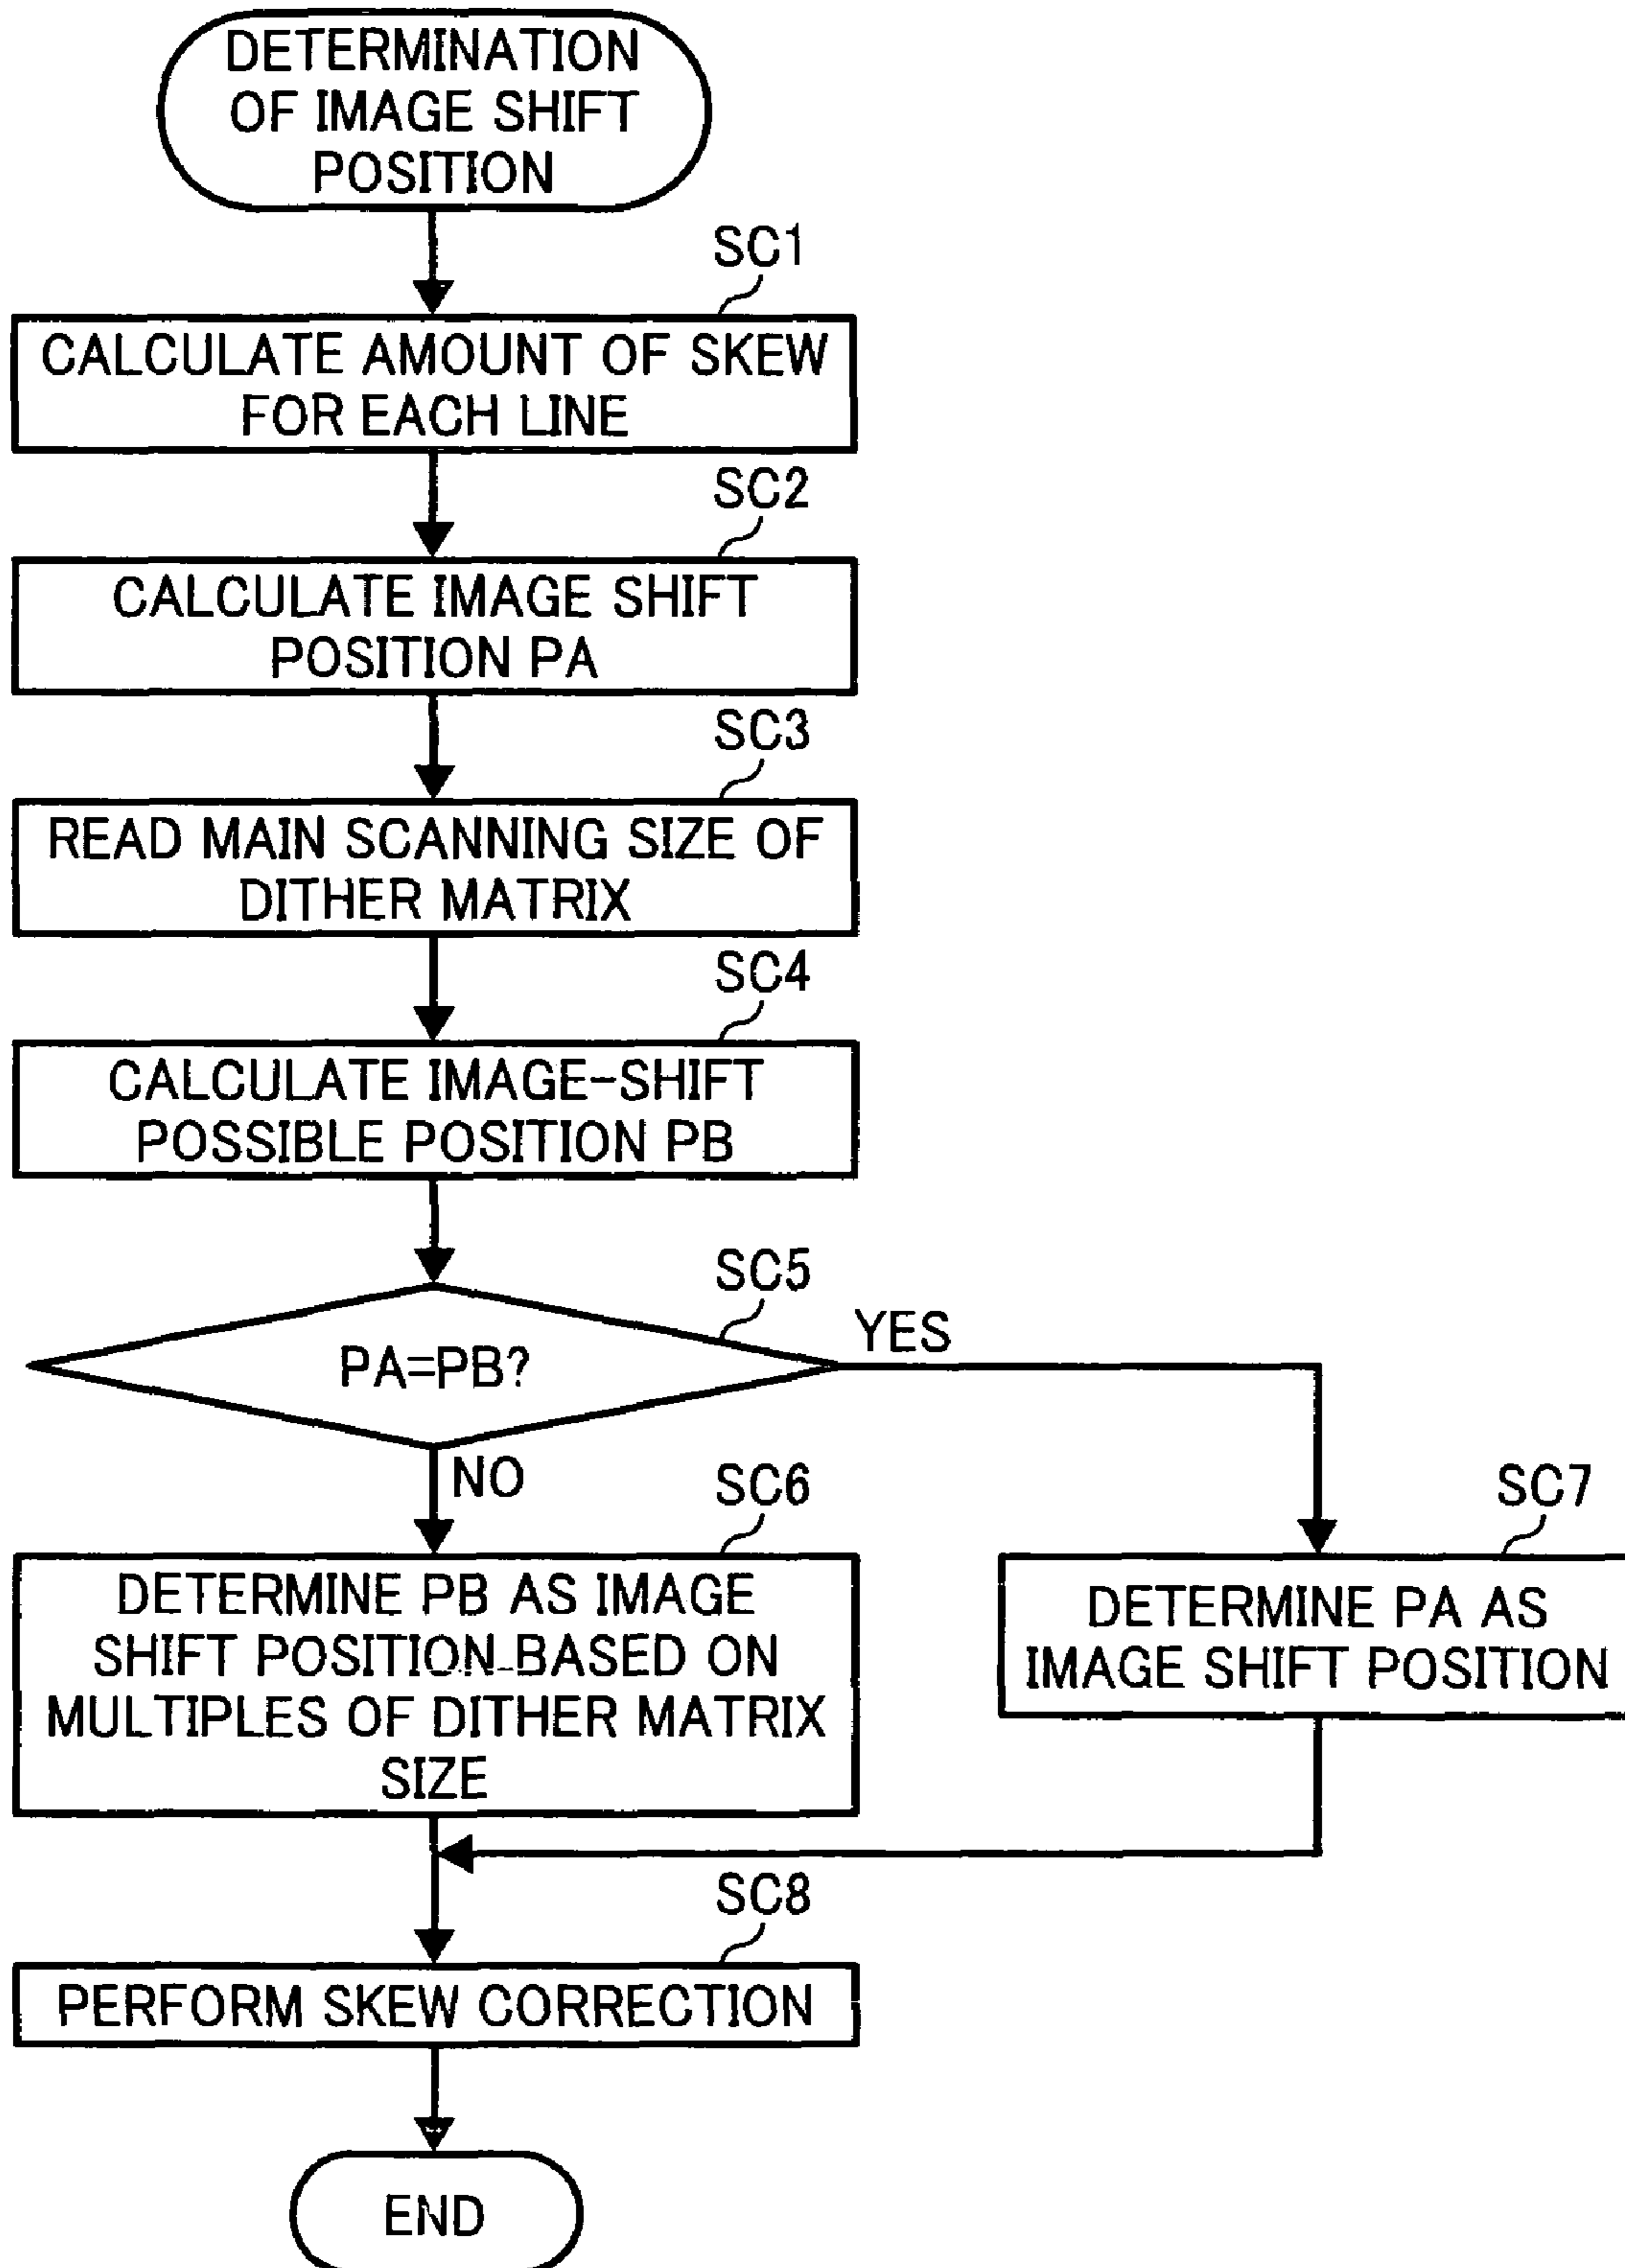 DETERMINATION
OF IMAGE SHIFT
POSITION
SC1
CALCULATE AMOUNT OF SKEW
FOR EACH LINE
SC2
CALCULATE IMAGE SHIFT
POSITION PA
SC3
READ MAIN SCANNING SIZE OF
DITHER MATRIX
SC4
CALCULATE IMAGE-SHIFT
POSSIBLE POSITION PB
SC5
PA=PB?
YES
NO
SC6
DETERMINE PB AS IMAGE
SHIFT POSITION BASED ON
MULTIPLES OF DITHER MATRIX
SIZE
SC7
DETERMINE PA AS
IMAGE SHIFT POSITION
SC8
PERFORM SKEW CORRECTION
END